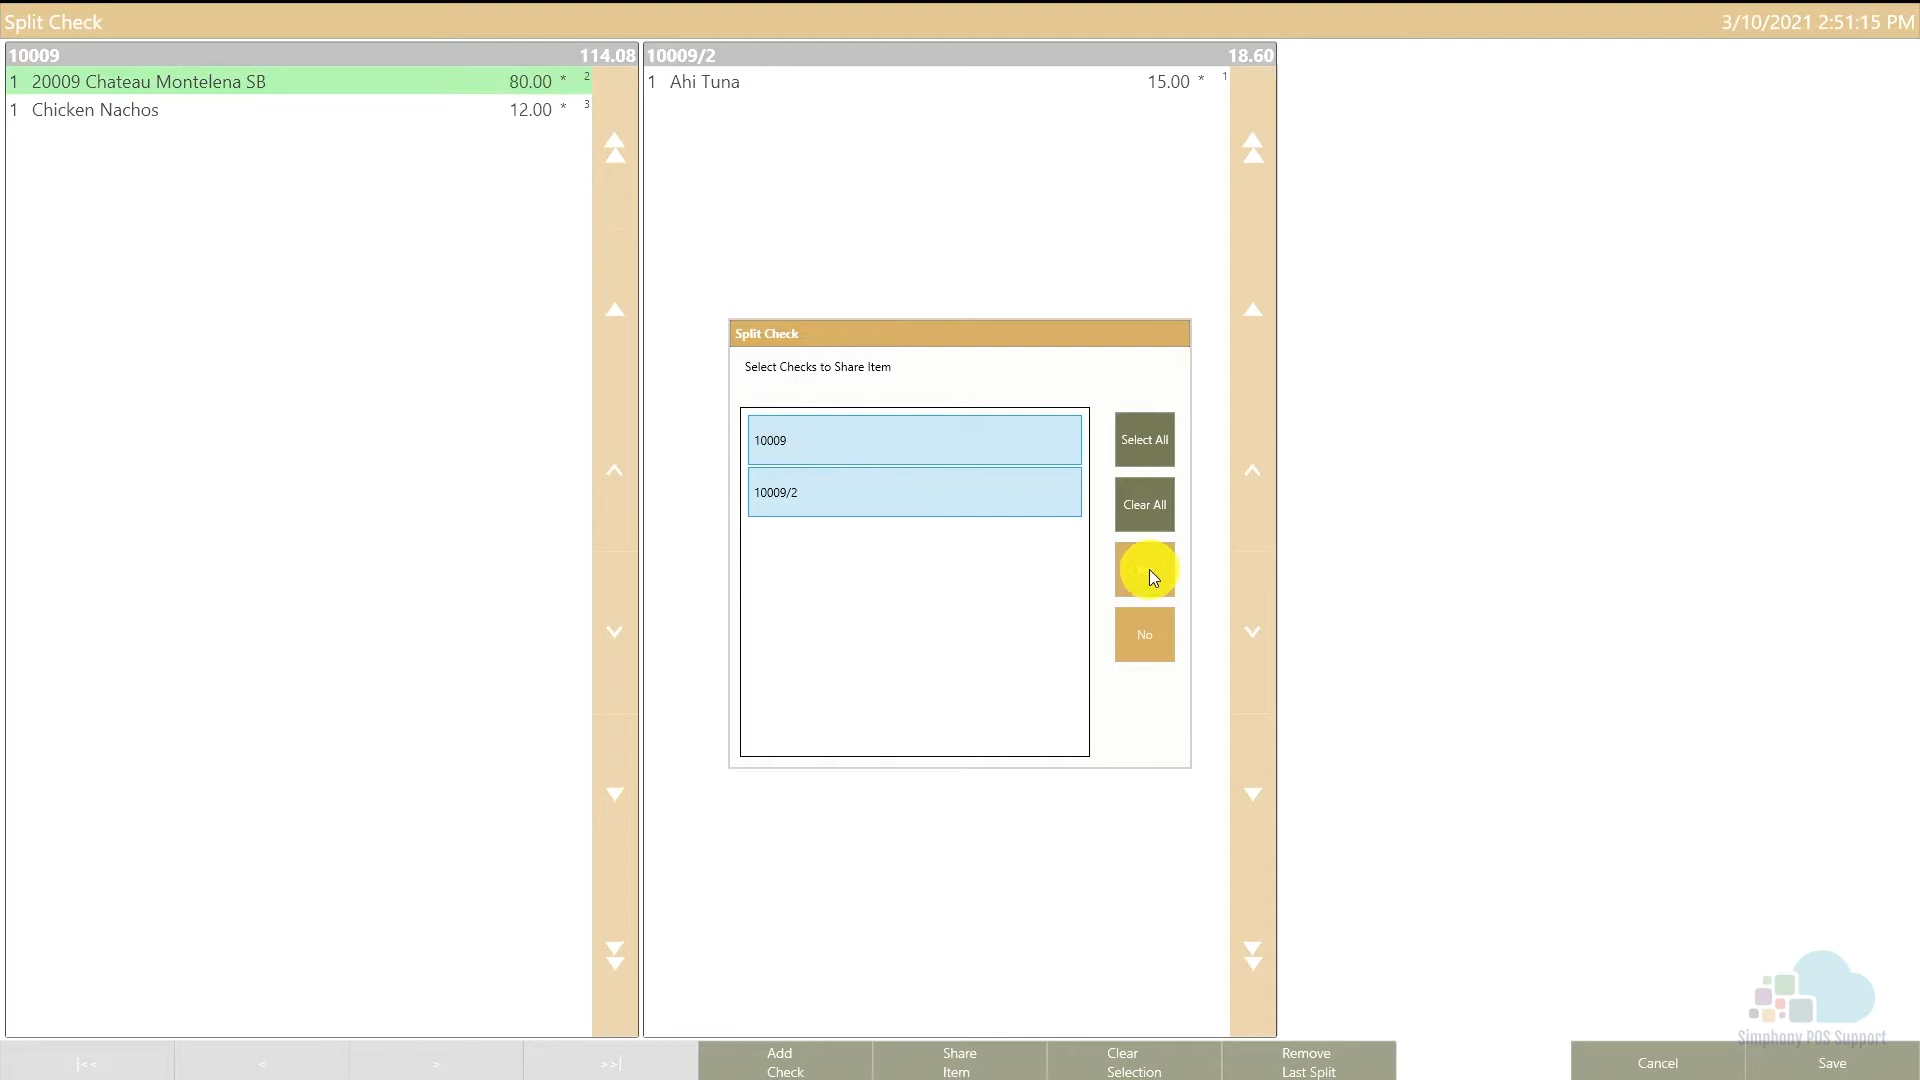 Split Check
3/10/2021 2:51:15 PM
10009 114.08
1 20009 Chateau Montelena SB 80.00 * 2
1 Chicken Nachos 12.00 * 3
10009/2 18.60
1 Ahi Tuna 15.00 * 1
Split Check
Select Checks to Share Item
10009
10009/2
Select All
Clear All
No
|<<
<
>
>>|
Add
Check
Share
Item
Clear
Selection
Remove
Last Split
Cancel
Save
Simphony POS Support